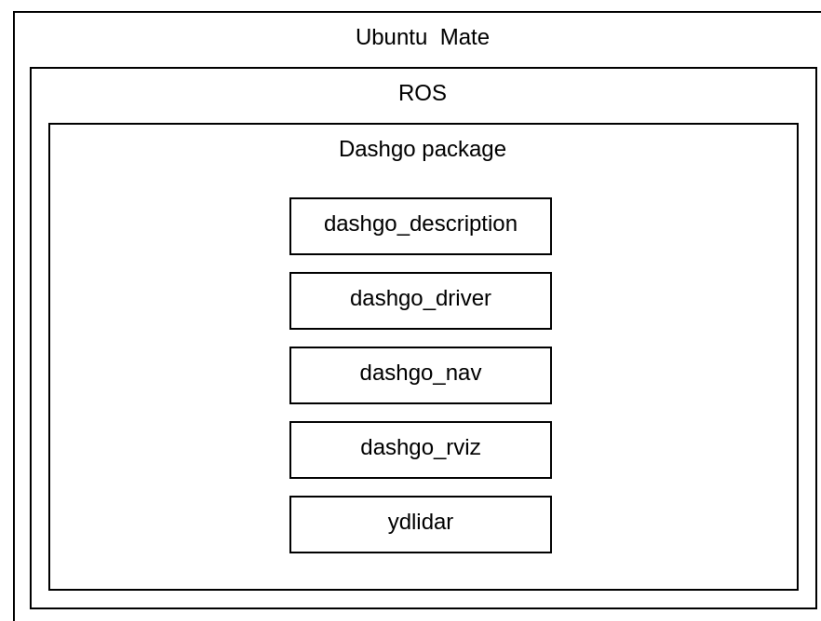 Ubuntu  Mate
ROS
Dashgo package
dashgo_description
dashgo_driver
dashgo_nav
dashgo_rviz
ydlidar